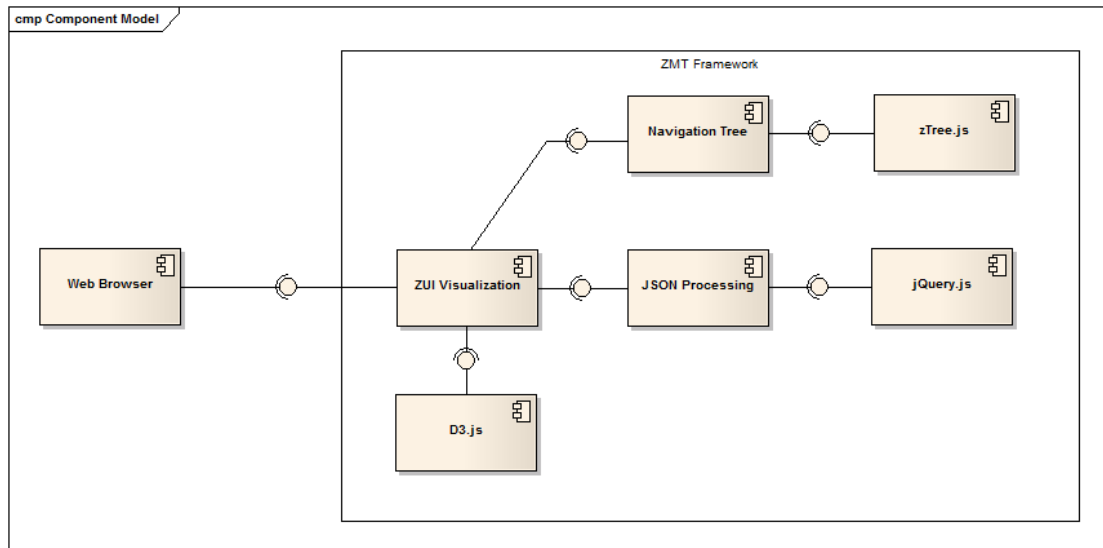 cmp Component Model
ZMT Framework
Navigation Tree
zTree.js
Web Browser
ZUI Visualization
JSON Processing
jQuery.js
D3.js